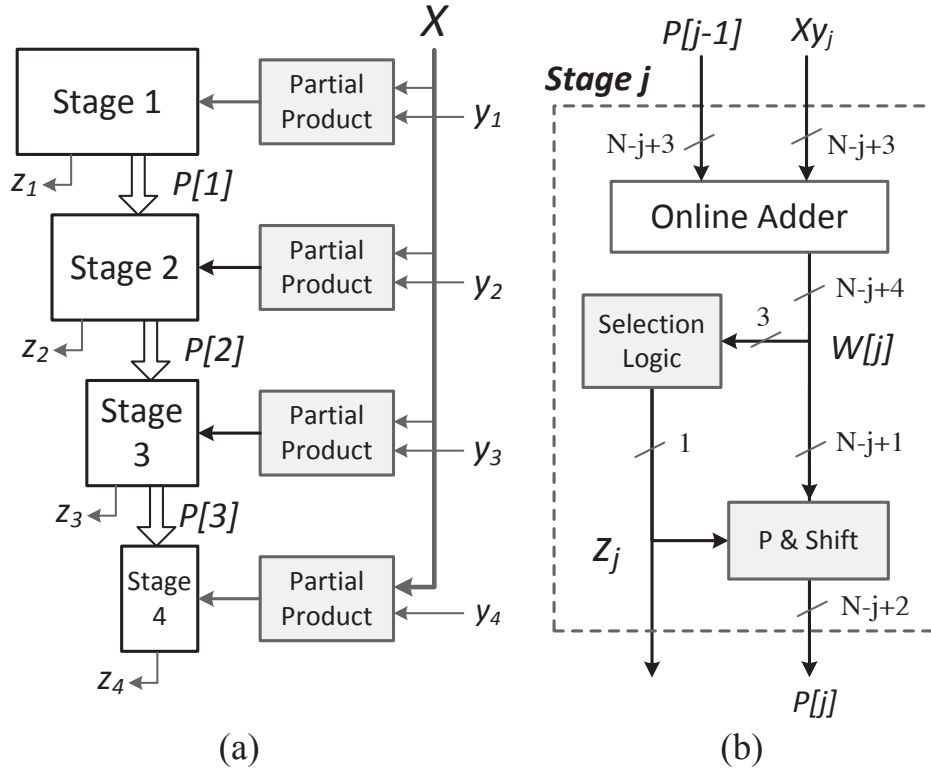 X
Stage 1
Partial
Product
y1
z1
P[1]
Stage 2
Partial
Product
y2
z2
P[2]
Stage
3
Partial
Product
y3
z3
P[3]
Stage
4
Partial
Product
y4
z4
(a)
P[j-1]
Xyj
Stage j
N-j+3
N-j+3
Online Adder
N-j+4
Selection
Logic
3
W[j]
1
N-j+1
Zj
P & Shift
N-j+2
P[j]
(b)